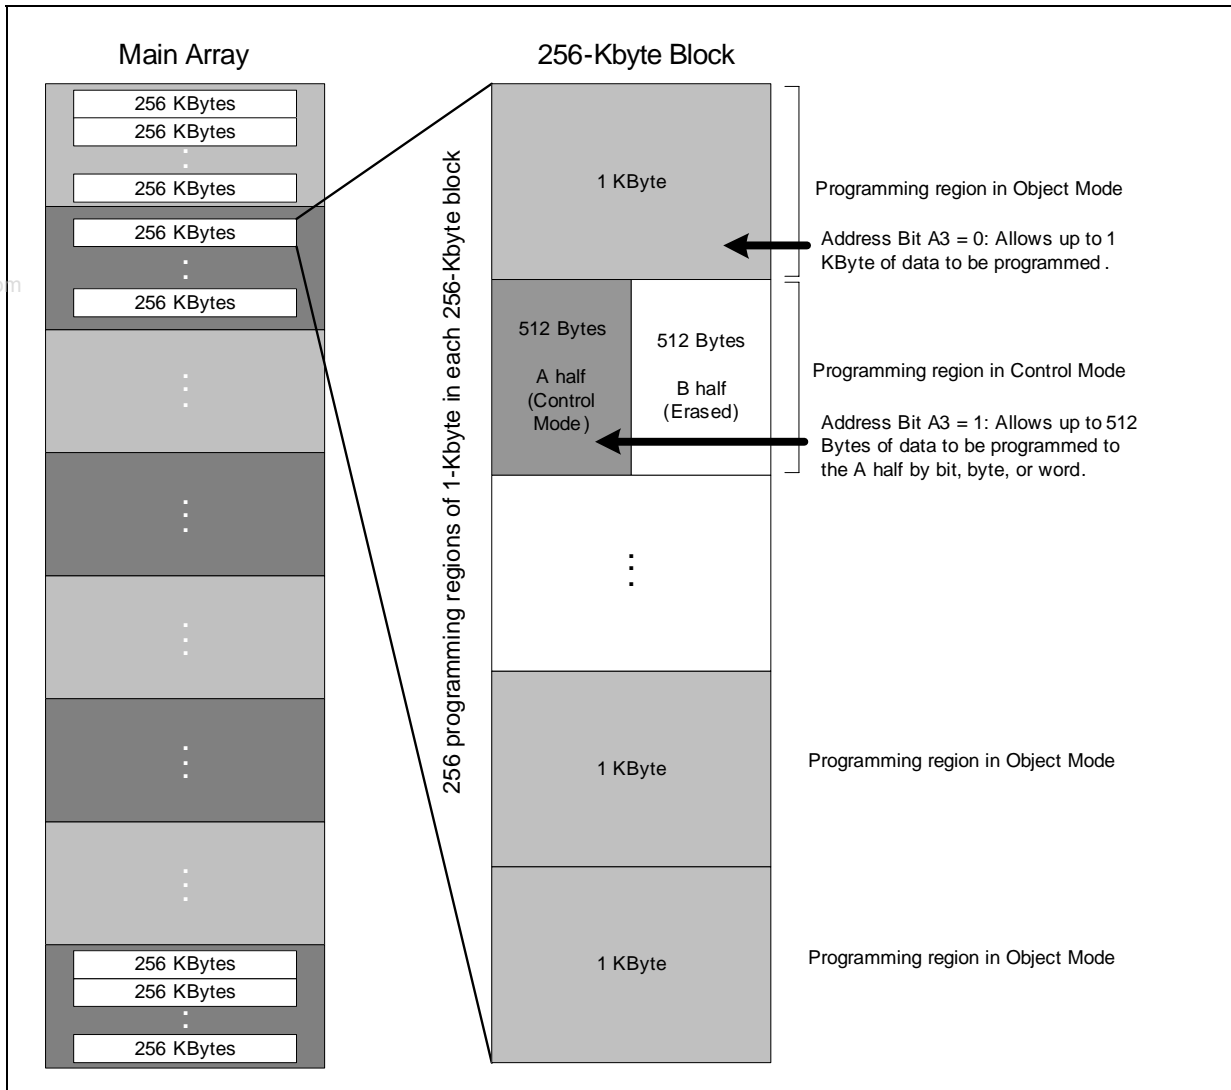 Main Array
256 KBytes
256 KBytes
256 KBytes
256 KBytes
256 KBytes
256 KBytes
256 KBytes
256 KBytes
256-Kbyte Block
256 programming regions of 1-Kbyte in each 256-Kbyte block
1 KByte
Programming region in Object Mode
Address Bit A3 = 0: Allows up to 1
KByte of data to be programmed.
512 Bytes
A half
(Control
Mode)
512 Bytes
B half
(Erased)
Programming region in Control Mode
Address Bit A3 = 1: Allows up to 512
Bytes of data to be programmed to
the A half by bit, byte, or word.
1 KByte
Programming region in Object Mode
1 KByte
Programming region in Object Mode
om